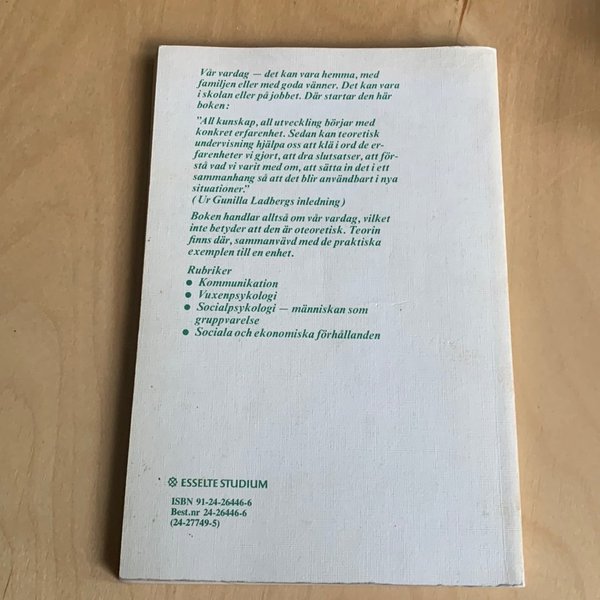 Vår vardag — det kan vara hemma, med
familjen eller med goda vänner. Det kan vara
i skolan eller på jobbet. Där startar den här
boken:
"All kunskap, all utveckling börjar med
konkret erfarenhet. Sedan kan teoretisk
undervisning hjälpa oss att klä i ord de er-
farenheter vi gjort, att dra slutsatser, att för-
stå vad vi varit med om, att sätta in det i ett
sammanhang så att det blir användbart i nya
situationer."
(Ur Gunilla Ladbergs inledning)
Boken handlar alltså om vår vardag, vilket
inte betyder att den är oteoretisk. Teorin
finns där, sammanvävd med de praktiska
exemplen till en enhet.
Rubriker
● Kommunikation
● Vuxenpsykologi
● Socialpsykologi — människan som
gruppvarelse
● Sociala och ekonomiska förhållanden
ESSELTE STUDIUM
ISBN 91-24-26446-6
Best.nr 24-26446-6
(24-27749-5)